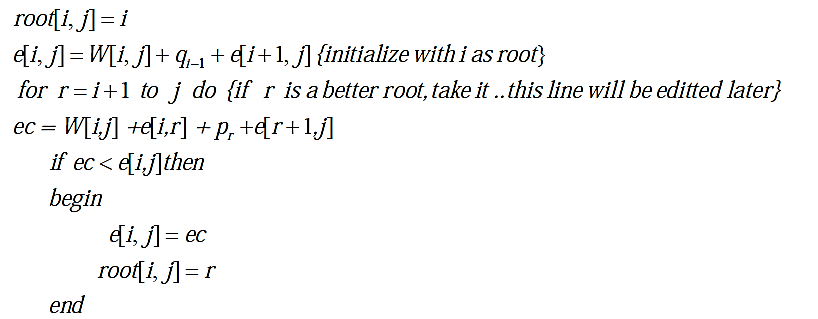 root[i, j] = i
e[i, j] = W[i, j] + q_{i-1} + e[i+1, j] {initialize with i as root}
for r = i+1 to j do {if r is a better root, take it .. this line will be editted later}
ec = W[i,j] +e[i,r] + p_r +e[r+1,j]
if ec < e[i,j]then
begin
e[i, j] = ec
root[i, j] = r
end